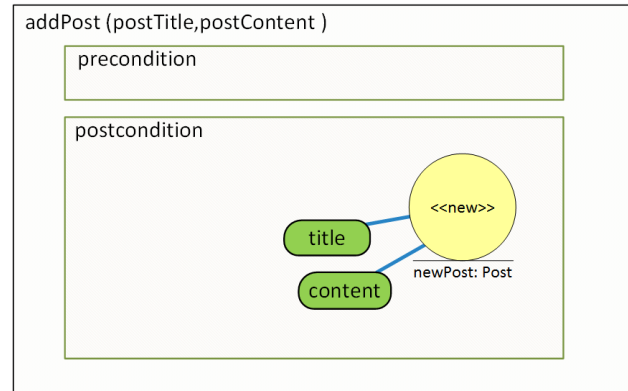 addPost (postTitle,postContent )
precondition
postcondition
<<new>>
title
newPost: Post
content